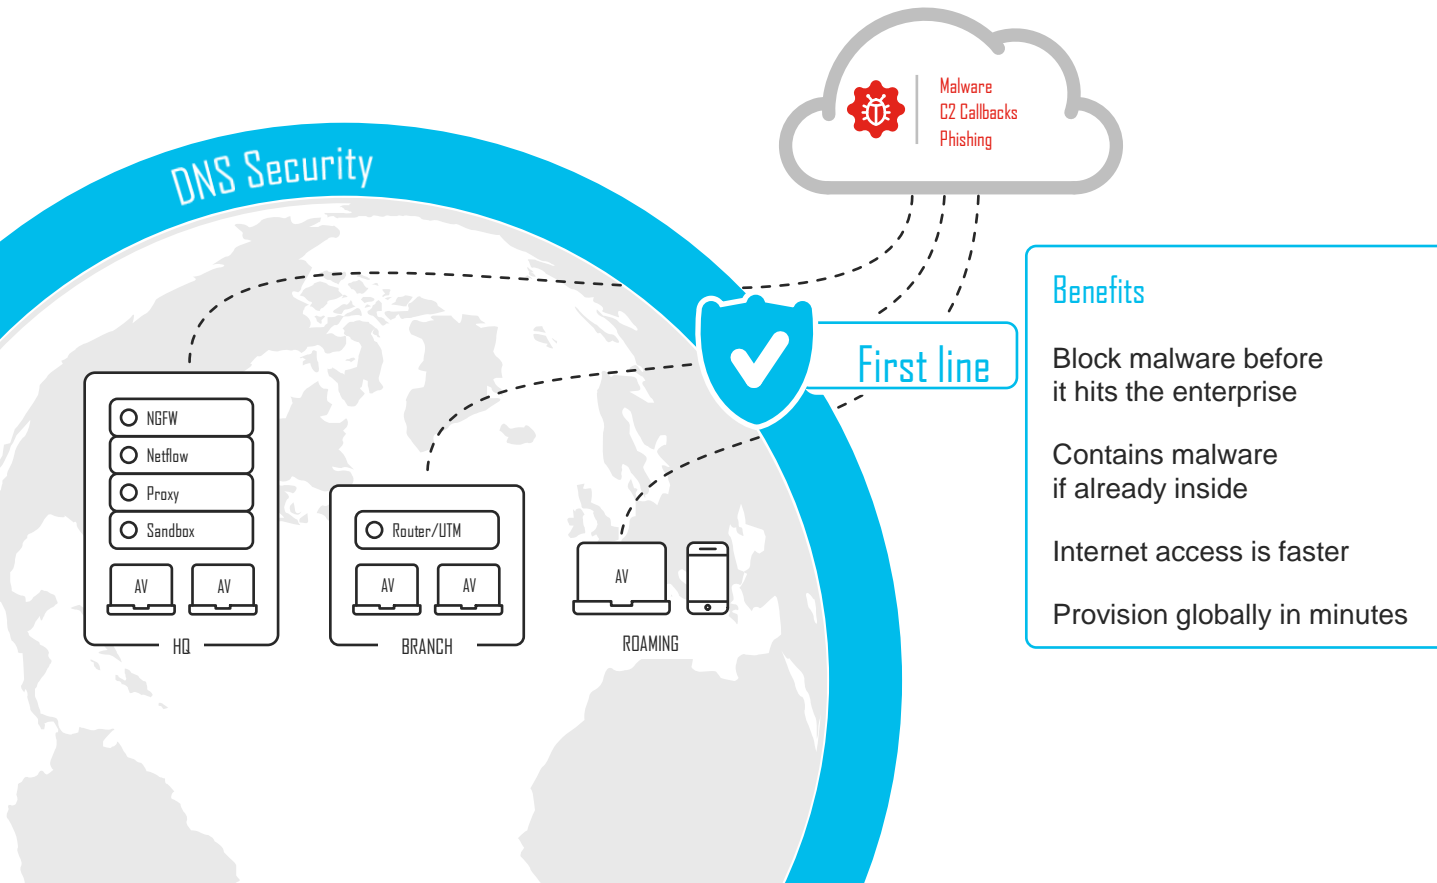 Malware
C2 Callbacks
Phishing
DNS Security
First line
Benefits
Block malware before
it hits the enterprise
Contains malware
if already inside
Internet access is faster
Provision globally in minutes
NGFW
Netflow
Proxy
Sandbox
AV
AV
HQ
Router/UTM
AV
AV
BRANCH
AV
ROAMING